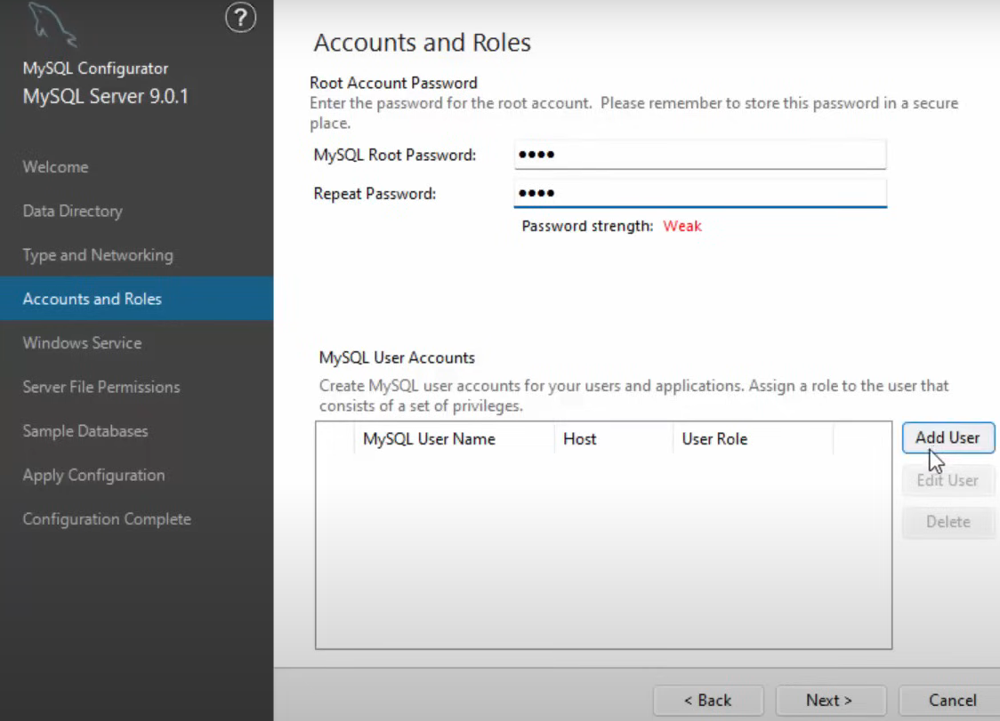 ?
MySQL Configurator
MySQL Server 9.0.1
Welcome
Data Directory
Type and Networking
Accounts and Roles
Windows Service
Server File Permissions
Sample Databases
Apply Configuration
Configuration Complete
Accounts and Roles
Root Account Password
Enter the password for the root account. Please remember to store this password in a secure
place.
MySQL Root Password: ●●●●
Repeat Password: ●●●●
Password strength: Weak
MySQL User Accounts
Create MySQL user accounts for your users and applications. Assign a role to the user that
consists of a set of privileges.
MySQL User Name Host User Role
Add User
Edit User
Delete
< Back Next > Cancel